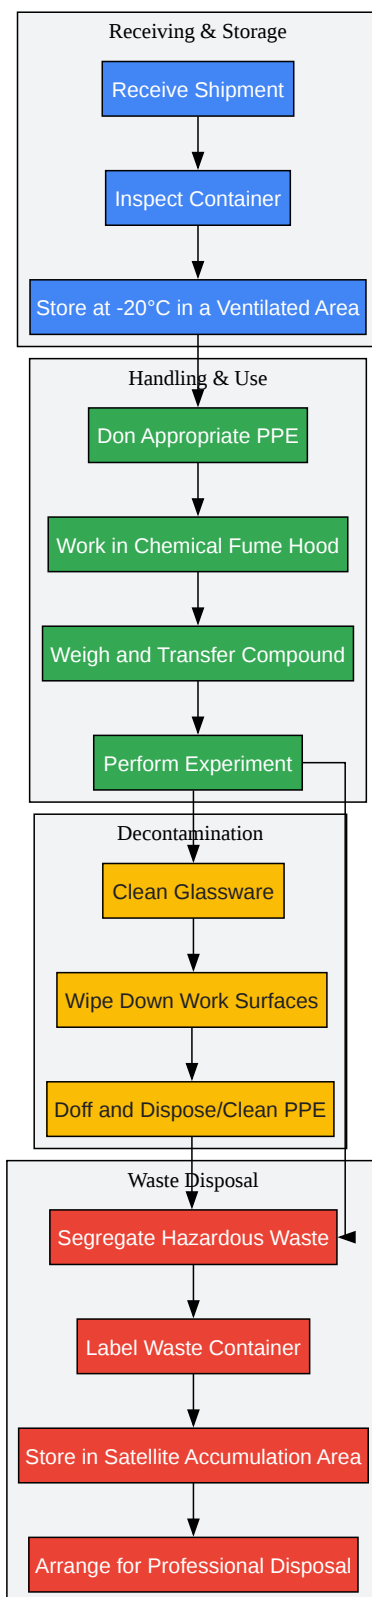 Receiving & Storage
Receive Shipment
Inspect Container
Store at -20°C in a Ventilated Area
Handling & Use
Don Appropriate PPE
Work in Chemical Fume Hood
Weigh and Transfer Compound
Perform Experiment
Decontamination
Clean Glassware
Wipe Down Work Surfaces
Doff and Dispose/Clean PPE
Waste Disposal
Segregate Hazardous Waste
Label Waste Container
Store in Satellite Accumulation Area
Arrange for Professional Disposal